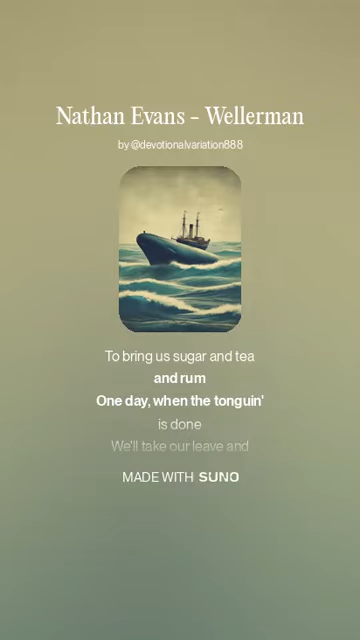 Nathan Evans - Wellerman
by @devotionalvariation888
To bring us sugar and tea
and rum
One day, when the tonguin'
is done
We'll take our leave and
MADE WITH SUNO